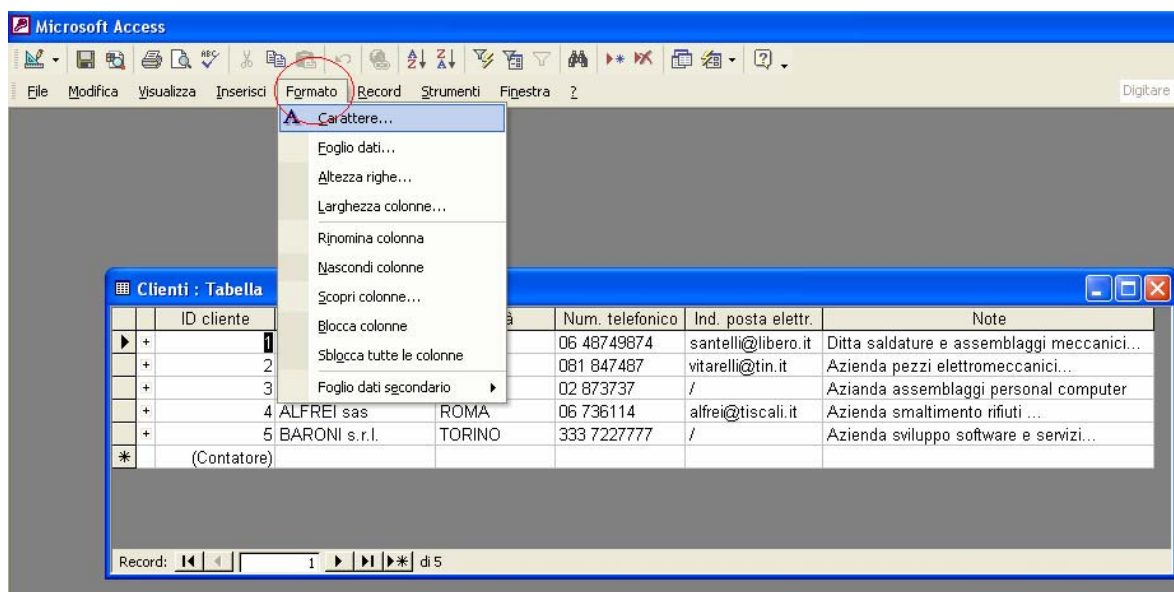 Microsoft Access
File Modifica Visualizza Inserisci Formato Record Strumenti Finestra ? Digitare
Carattere...
Foglio dati...
Altezza righe...
Larghezza colonne...
Rinomina colonna
Nascondi colonne
Scopri colonne...
Blocca colonne
Sblocca tutte le colonne
Foglio dati secondario
Clienti : Tabella
ID cliente à Num. telefonico Ind. posta elettr. Note
1 06 48749874 santelli@libero.it Ditta saldature e assemblaggi meccanici...
2 081 847487 vitarelli@tin.it Azienda pezzi elettromeccanici...
3 02 873737 / Azianda assemblaggi personal computer
4 ALFREI sas ROMA 06 736114 alfrei@tiscali.it Azienda smaltimento rifiuti ...
5 BARONI s.r.l. TORINO 333 7227777 / Azienda sviluppo software e servizi...
(Contatore)
Record: 1 di 5